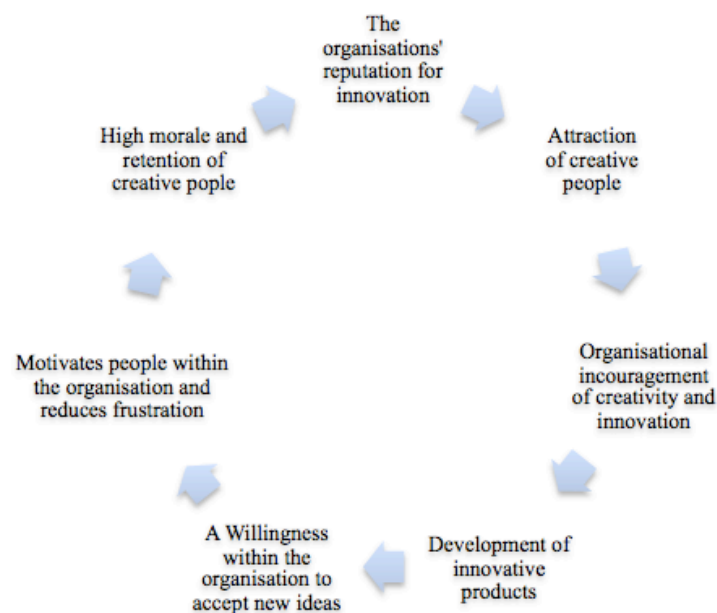 The
organisations'
reputation for
innovation
Attraction
of creative
people
Organisational
incouragement
of creativity and
innovation
Development of
innovative
products
A Willingness
within the
organisation to
accept new ideas
Motivates people within
the organisation and
reduces frustration
High morale and
retention of
creative pople